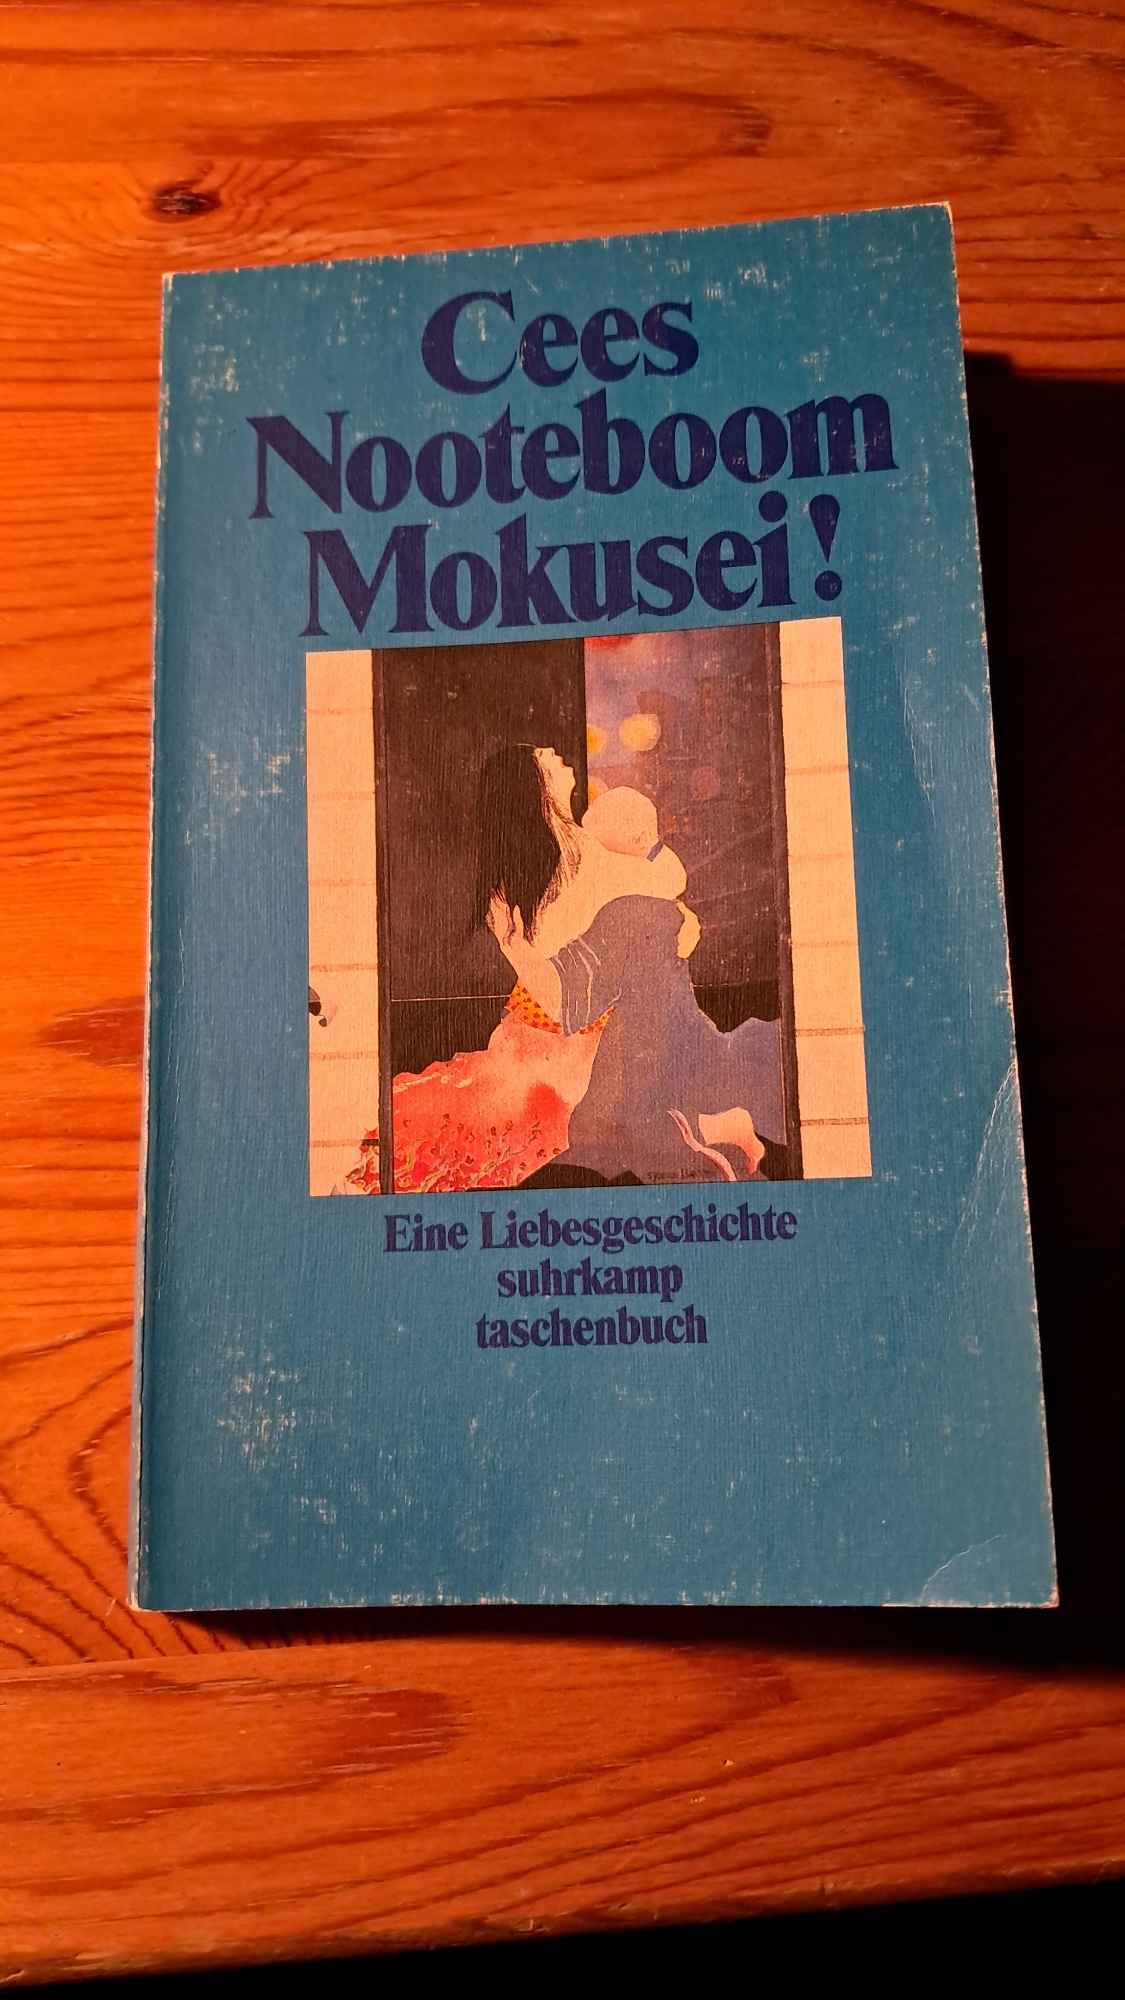 Cees
Nooteboom
Mokusei!
Eine Liebesgeschichte
suhrkamp
taschenbuch